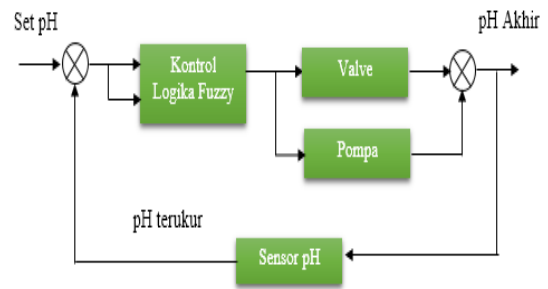 Set pH
pH Akhir
Kontrol
Logika Fuzzy
Valve
Pompa
pH terukur
Sensor pH